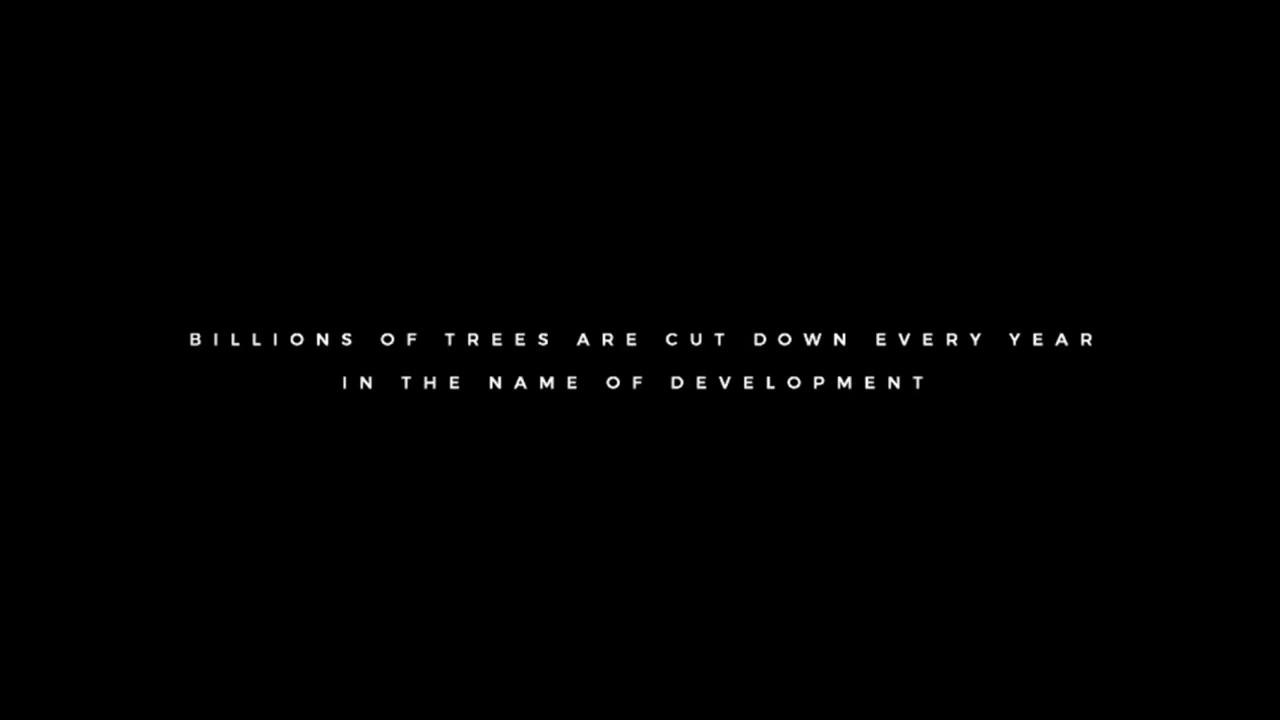 BILLIONS OF TREES ARE CUT DOWN EVERY YEAR
IN THE NAME OF DEVELOPMENT